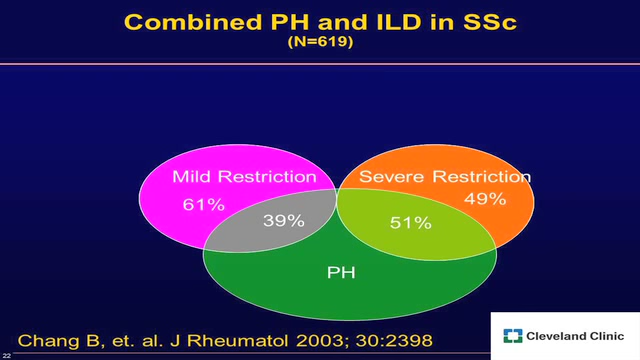 Combined PH and ILD in SSc
(N=619)
Mild Restriction
Severe Restriction
61%
49%
39%
51%
PH
Chang B, et. al. J Rheumatol 2003; 30:2398
Cleveland Clinic
22